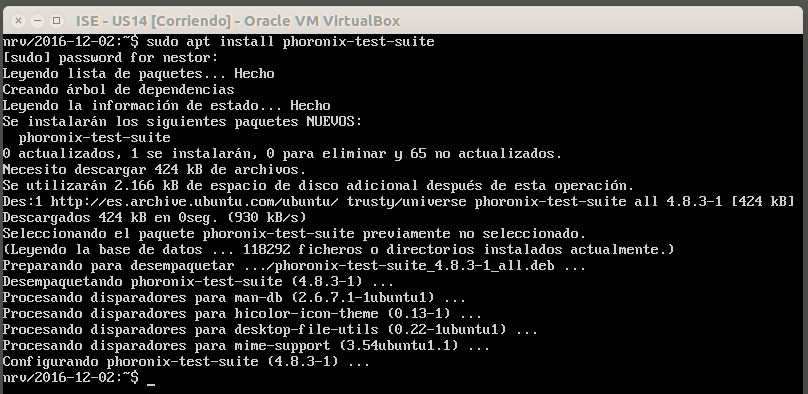 ISE - US14 [Corriendo] - Oracle VM VirtualBox
nrv/2016-12-02:~$ sudo apt install phoronix-test-suite
[sudo] password for nestor:
Leyendo lista de paquetes... Hecho
Creando árbol de dependencias
Leyendo la información de estado... Hecho
Se instalarán los siguientes paquetes NUEVOS:
  phoronix-test-suite
0 actualizados, 1 se instalarán, 0 para eliminar y 65 no actualizados.
Necesito descargar 424 kB de archivos.
Se utilizarán 2.166 kB de espacio de disco adicional después de esta operación.
Des:1 http://es.archive.ubuntu.com/ubuntu/ trusty/universe phoronix-test-suite all 4.8.3-1 [424 kB]
Descargados 424 kB en 0seg. (930 kB/s)
Seleccionando el paquete phoronix-test-suite previamente no seleccionado.
(Leyendo la base de datos ... 118292 ficheros o directorios instalados actualmente.)
Preparando para desempaquetar .../phoronix-test-suite_4.8.3-1_all.deb ...
Desempaquetando phoronix-test-suite (4.8.3-1) ...
Procesando disparadores para man-db (2.6.7.1-1ubuntu1) ...
Procesando disparadores para hicolor-icon-theme (0.13-1) ...
Procesando disparadores para desktop-file-utils (0.22-1ubuntu1) ...
Procesando disparadores para mime-support (3.54ubuntu1.1) ...
Configurando phoronix-test-suite (4.8.3-1) ...
nrv/2016-12-02:~$ _